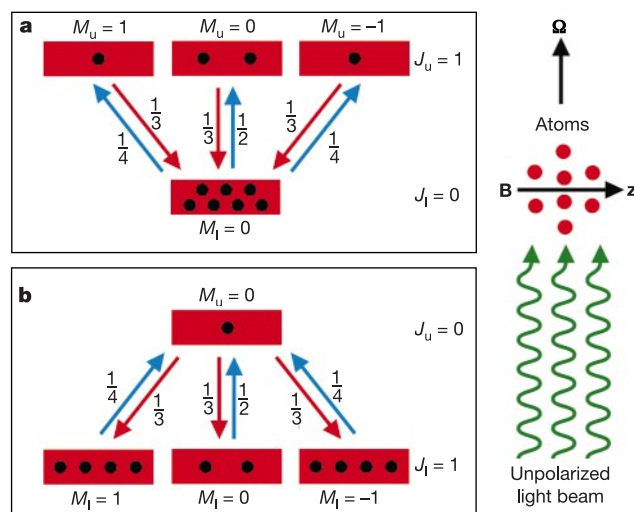 a
M_u = 1 M_u = 0 M_u = −1
J_u = 1
1/4 1/3 1/3 1/2 1/3 1/4
J_l = 0
M_l = 0
b
M_u = 0
J_u = 0
1/4 1/3 1/3 1/2 1/3 1/4
J_l = 1
M_l = 1 M_l = 0 M_l = −1
Ω
Atoms
B z
Unpolarized
light beam